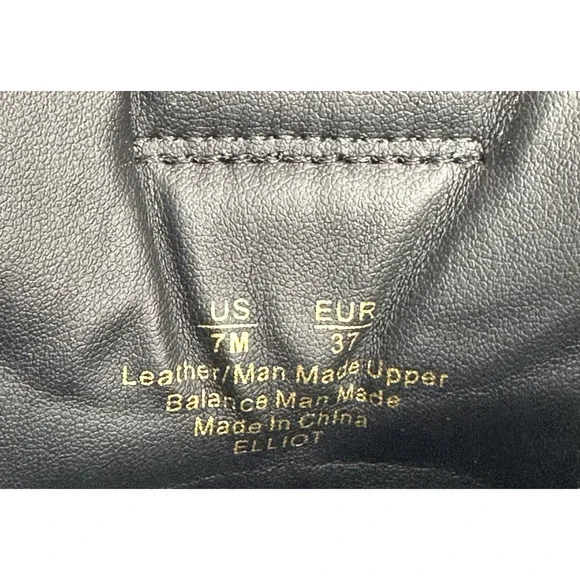 US EUR
7M 37
Leather/Man Made Upper
Balance Man Made
Made In China
ELLIOT